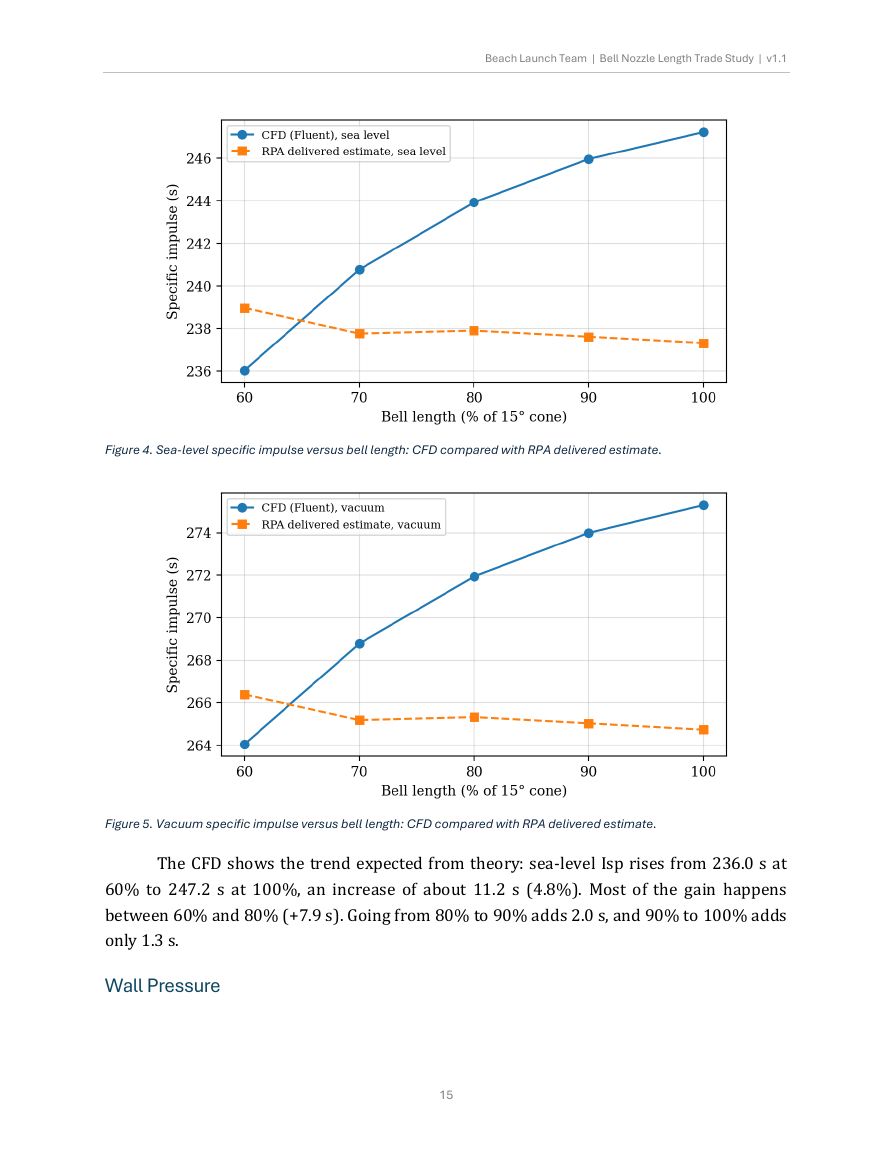 Beach Launch Team | Bell Nozzle Length Trade Study | v1.1
CFD (Fluent), sea level
RPA delivered estimate, sea level
Specific impulse (s)
246
244
242
240
238
236
60 70 80 90 100
Bell length (% of 15° cone)
Figure 4. Sea-level specific impulse versus bell length: CFD compared with RPA delivered estimate.
CFD (Fluent), vacuum
RPA delivered estimate, vacuum
Specific impulse (s)
274
272
270
268
266
264
60 70 80 90 100
Bell length (% of 15° cone)
Figure 5. Vacuum specific impulse versus bell length: CFD compared with RPA delivered estimate.
The CFD shows the trend expected from theory: sea-level Isp rises from 236.0 s at
60% to 247.2 s at 100%, an increase of about 11.2 s (4.8%). Most of the gain happens
between 60% and 80% (+7.9 s). Going from 80% to 90% adds 2.0 s, and 90% to 100% adds
only 1.3 s.
Wall Pressure
15